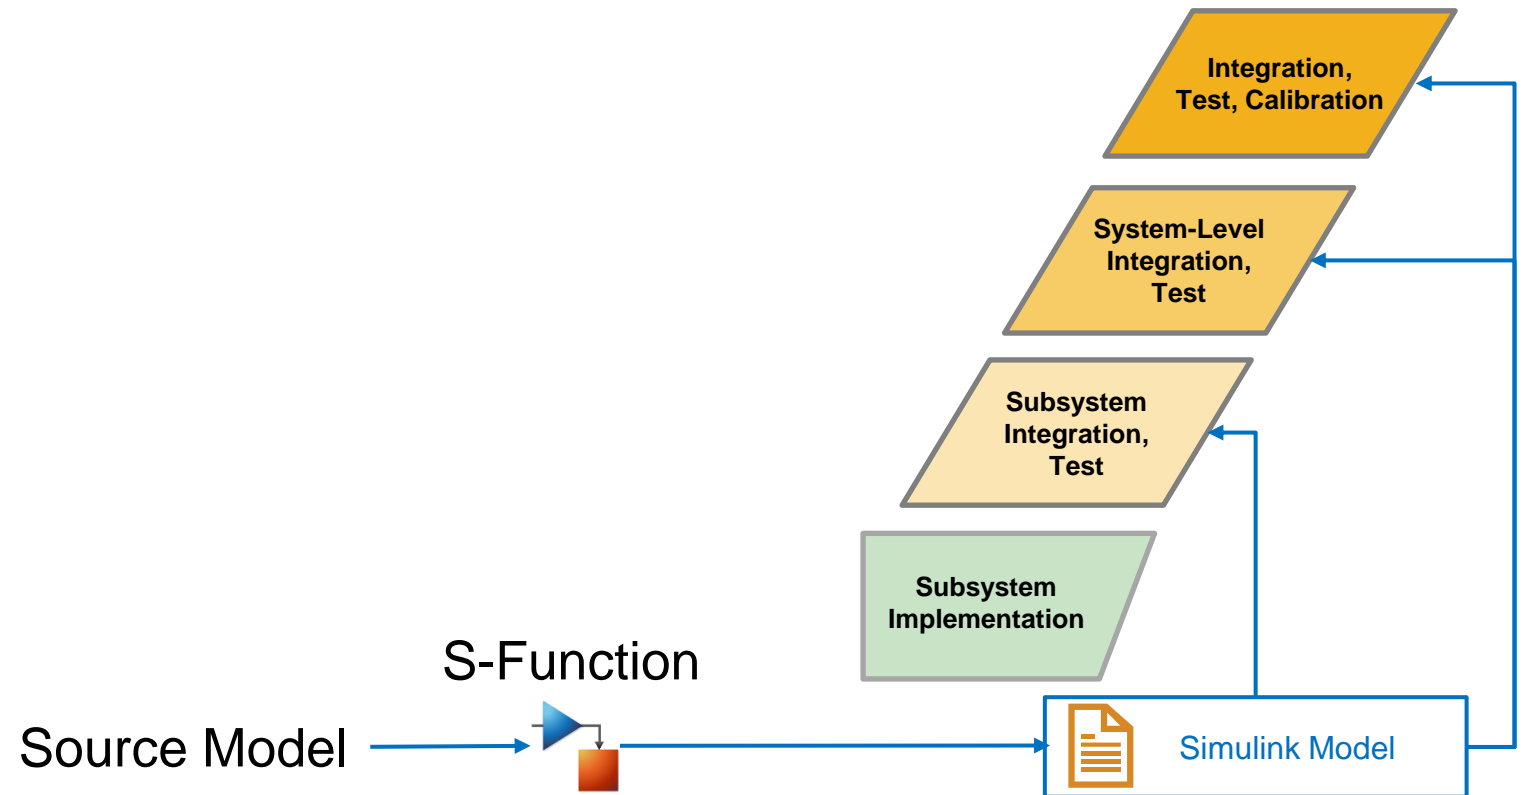 Integration,
Test, Calibration
System-Level
Integration,
Test
Subsystem
Integration,
Test
Subsystem
Implementation
S-Function
Source Model
Simulink Model